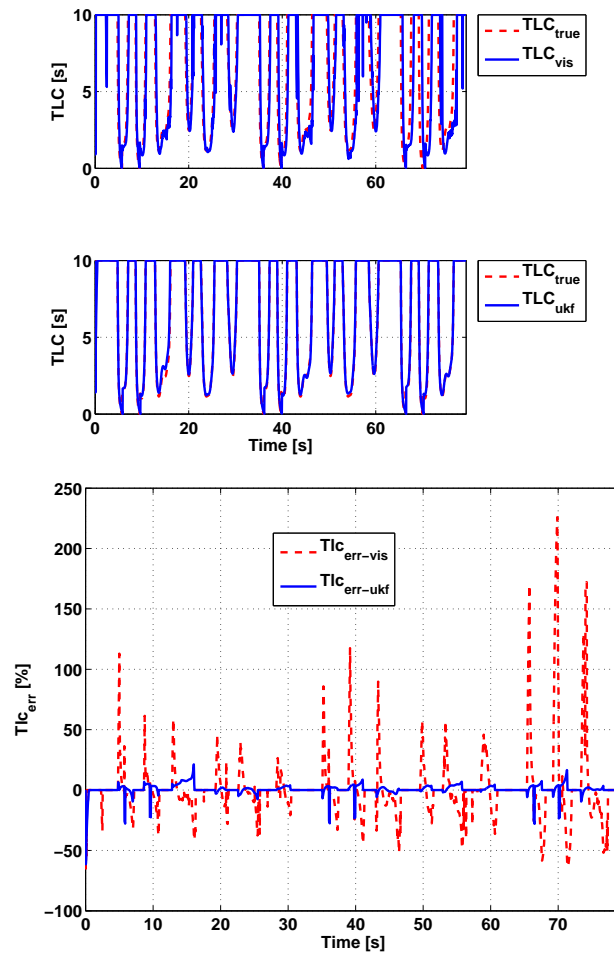 10
5
0
TLC [s]
0 20 40 60
TLC_true
TLC_vis
10
5
0
TLC [s]
0 20 40 60
Time [s]
TLC_true
TLC_ukf
250
200
150
100
50
0
−50
−100
Tlc_err [%]
0 10 20 30 40 50 60 70
Time [s]
Tlc_err−vis
Tlc_err−ukf